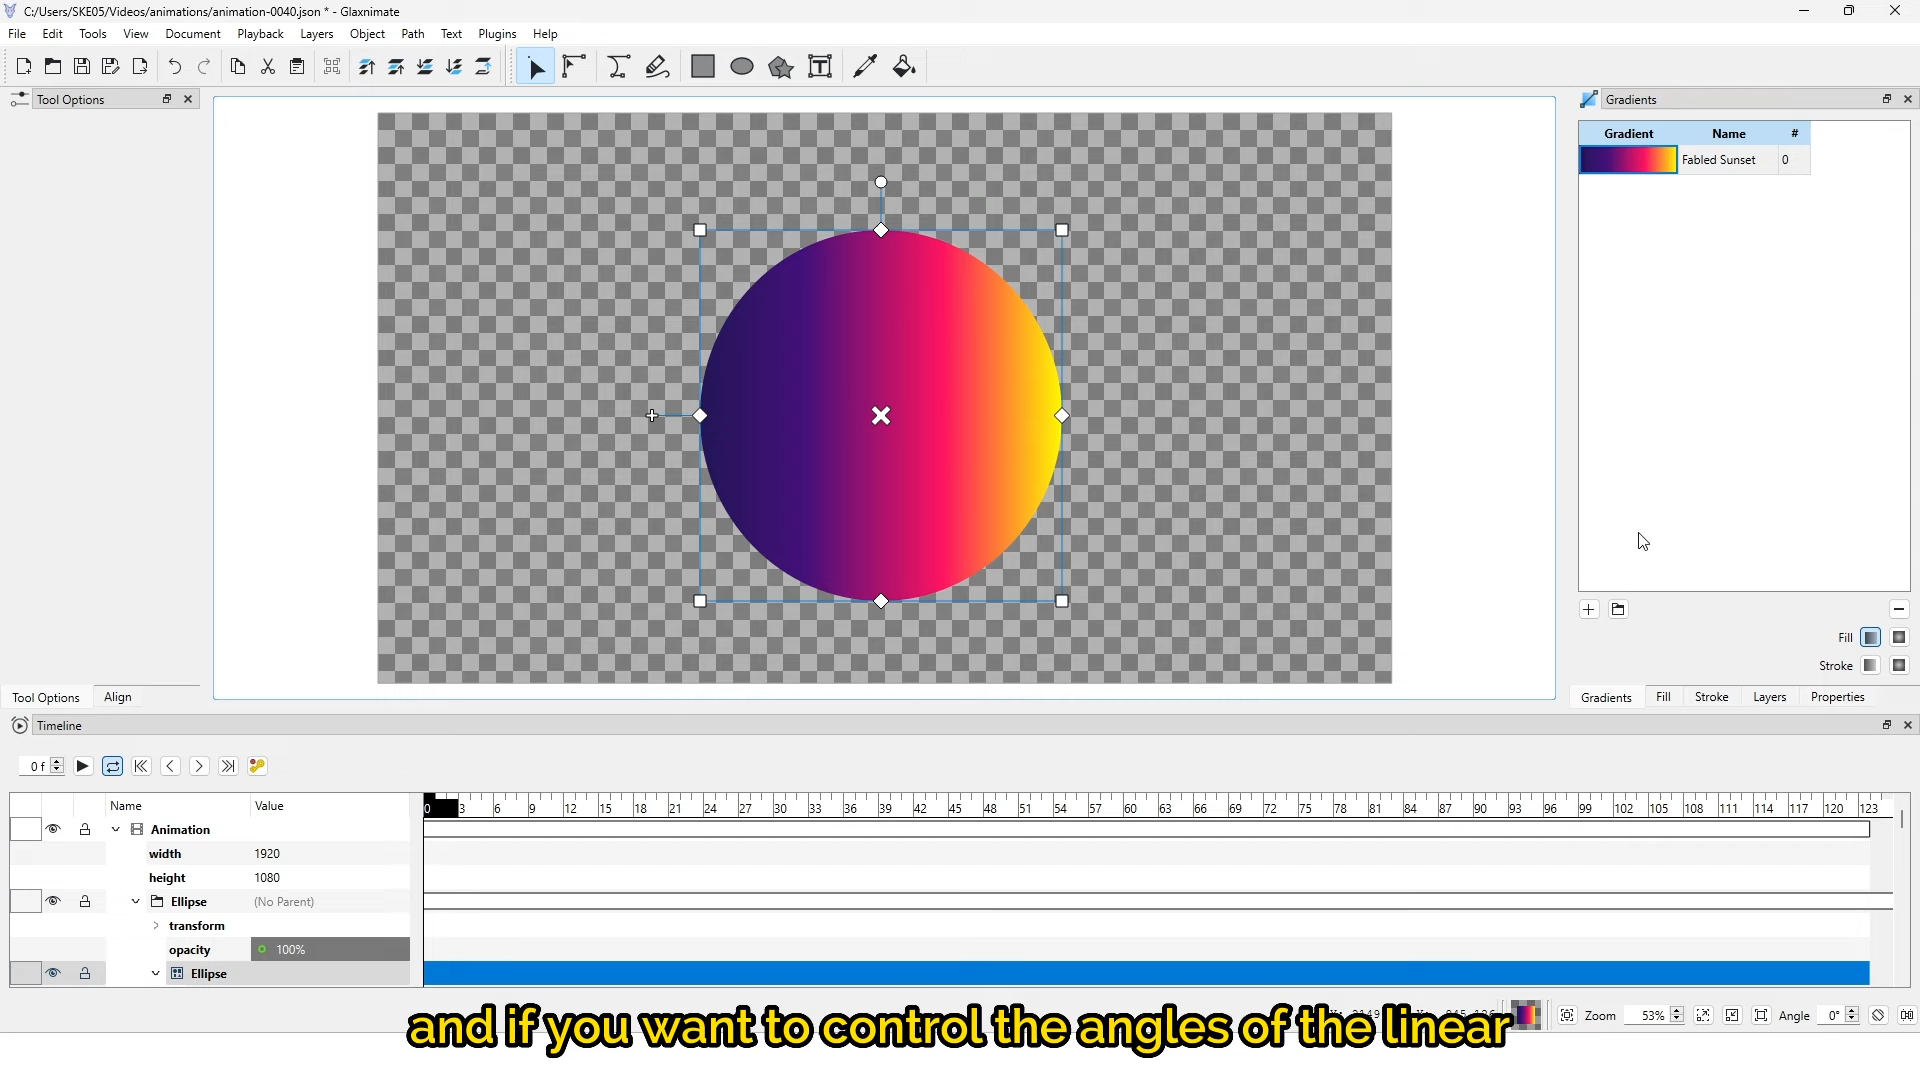 C:/Users/SKE05/Videos/animations/animation-0040.json * - Glaxnimate
File Edit Tools View Document Playback Layers Object Path Text Plugins Help
Tool Options
Gradients
Gradient Name #
Fabled Sunset 0
Fill
Stroke
Tool Options Align
Gradients Fill Stroke Layers Properties
Timeline
0 f
Name Value
0 3 6 9 12 15 18 21 24 27 30 33 36 39 42 45 48 51 54 57 60 63 66 69 72 75 78 81 84 87 90 93 96 99 102 105 108 111 114 117 120 123
Animation
width 1920
height 1080
Ellipse (No Parent)
transform
opacity 100%
Ellipse
Zoom 53% Angle 0°
and if you want to control the angles of the linear